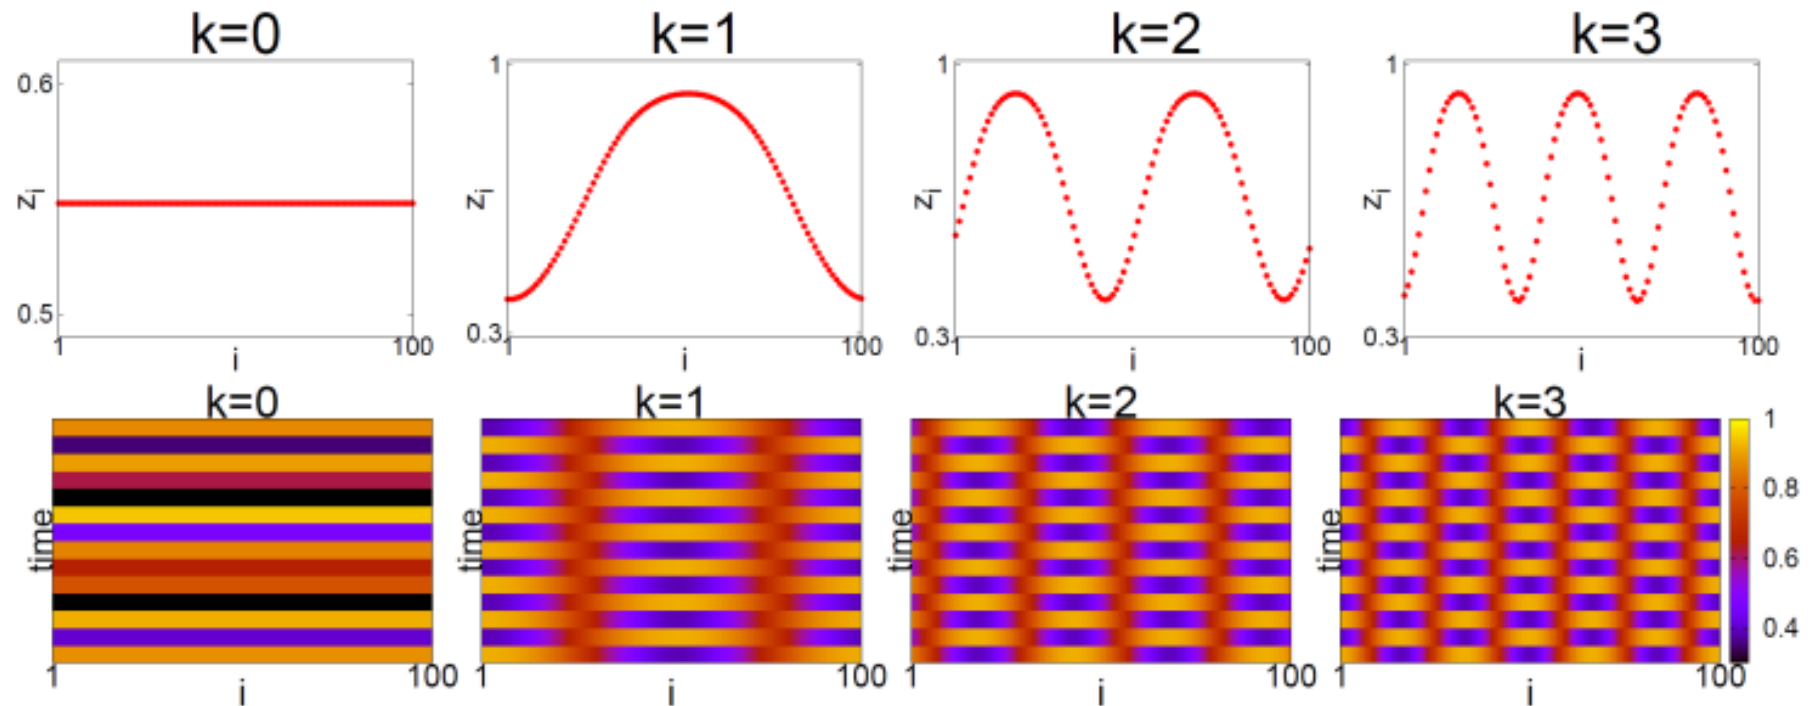 k=0 k=1 k=2 k=3
0.6 1 1 1
z_i z_i z_i z_i
0.5 0.3 0.3 0.3
1 100 1 100 1 100 1 100
i i i i
k=0 k=1 k=2 k=3
1
0.8
time time time time
0.6
0.4
1 100 1 100 1 100 1 100
i i i i